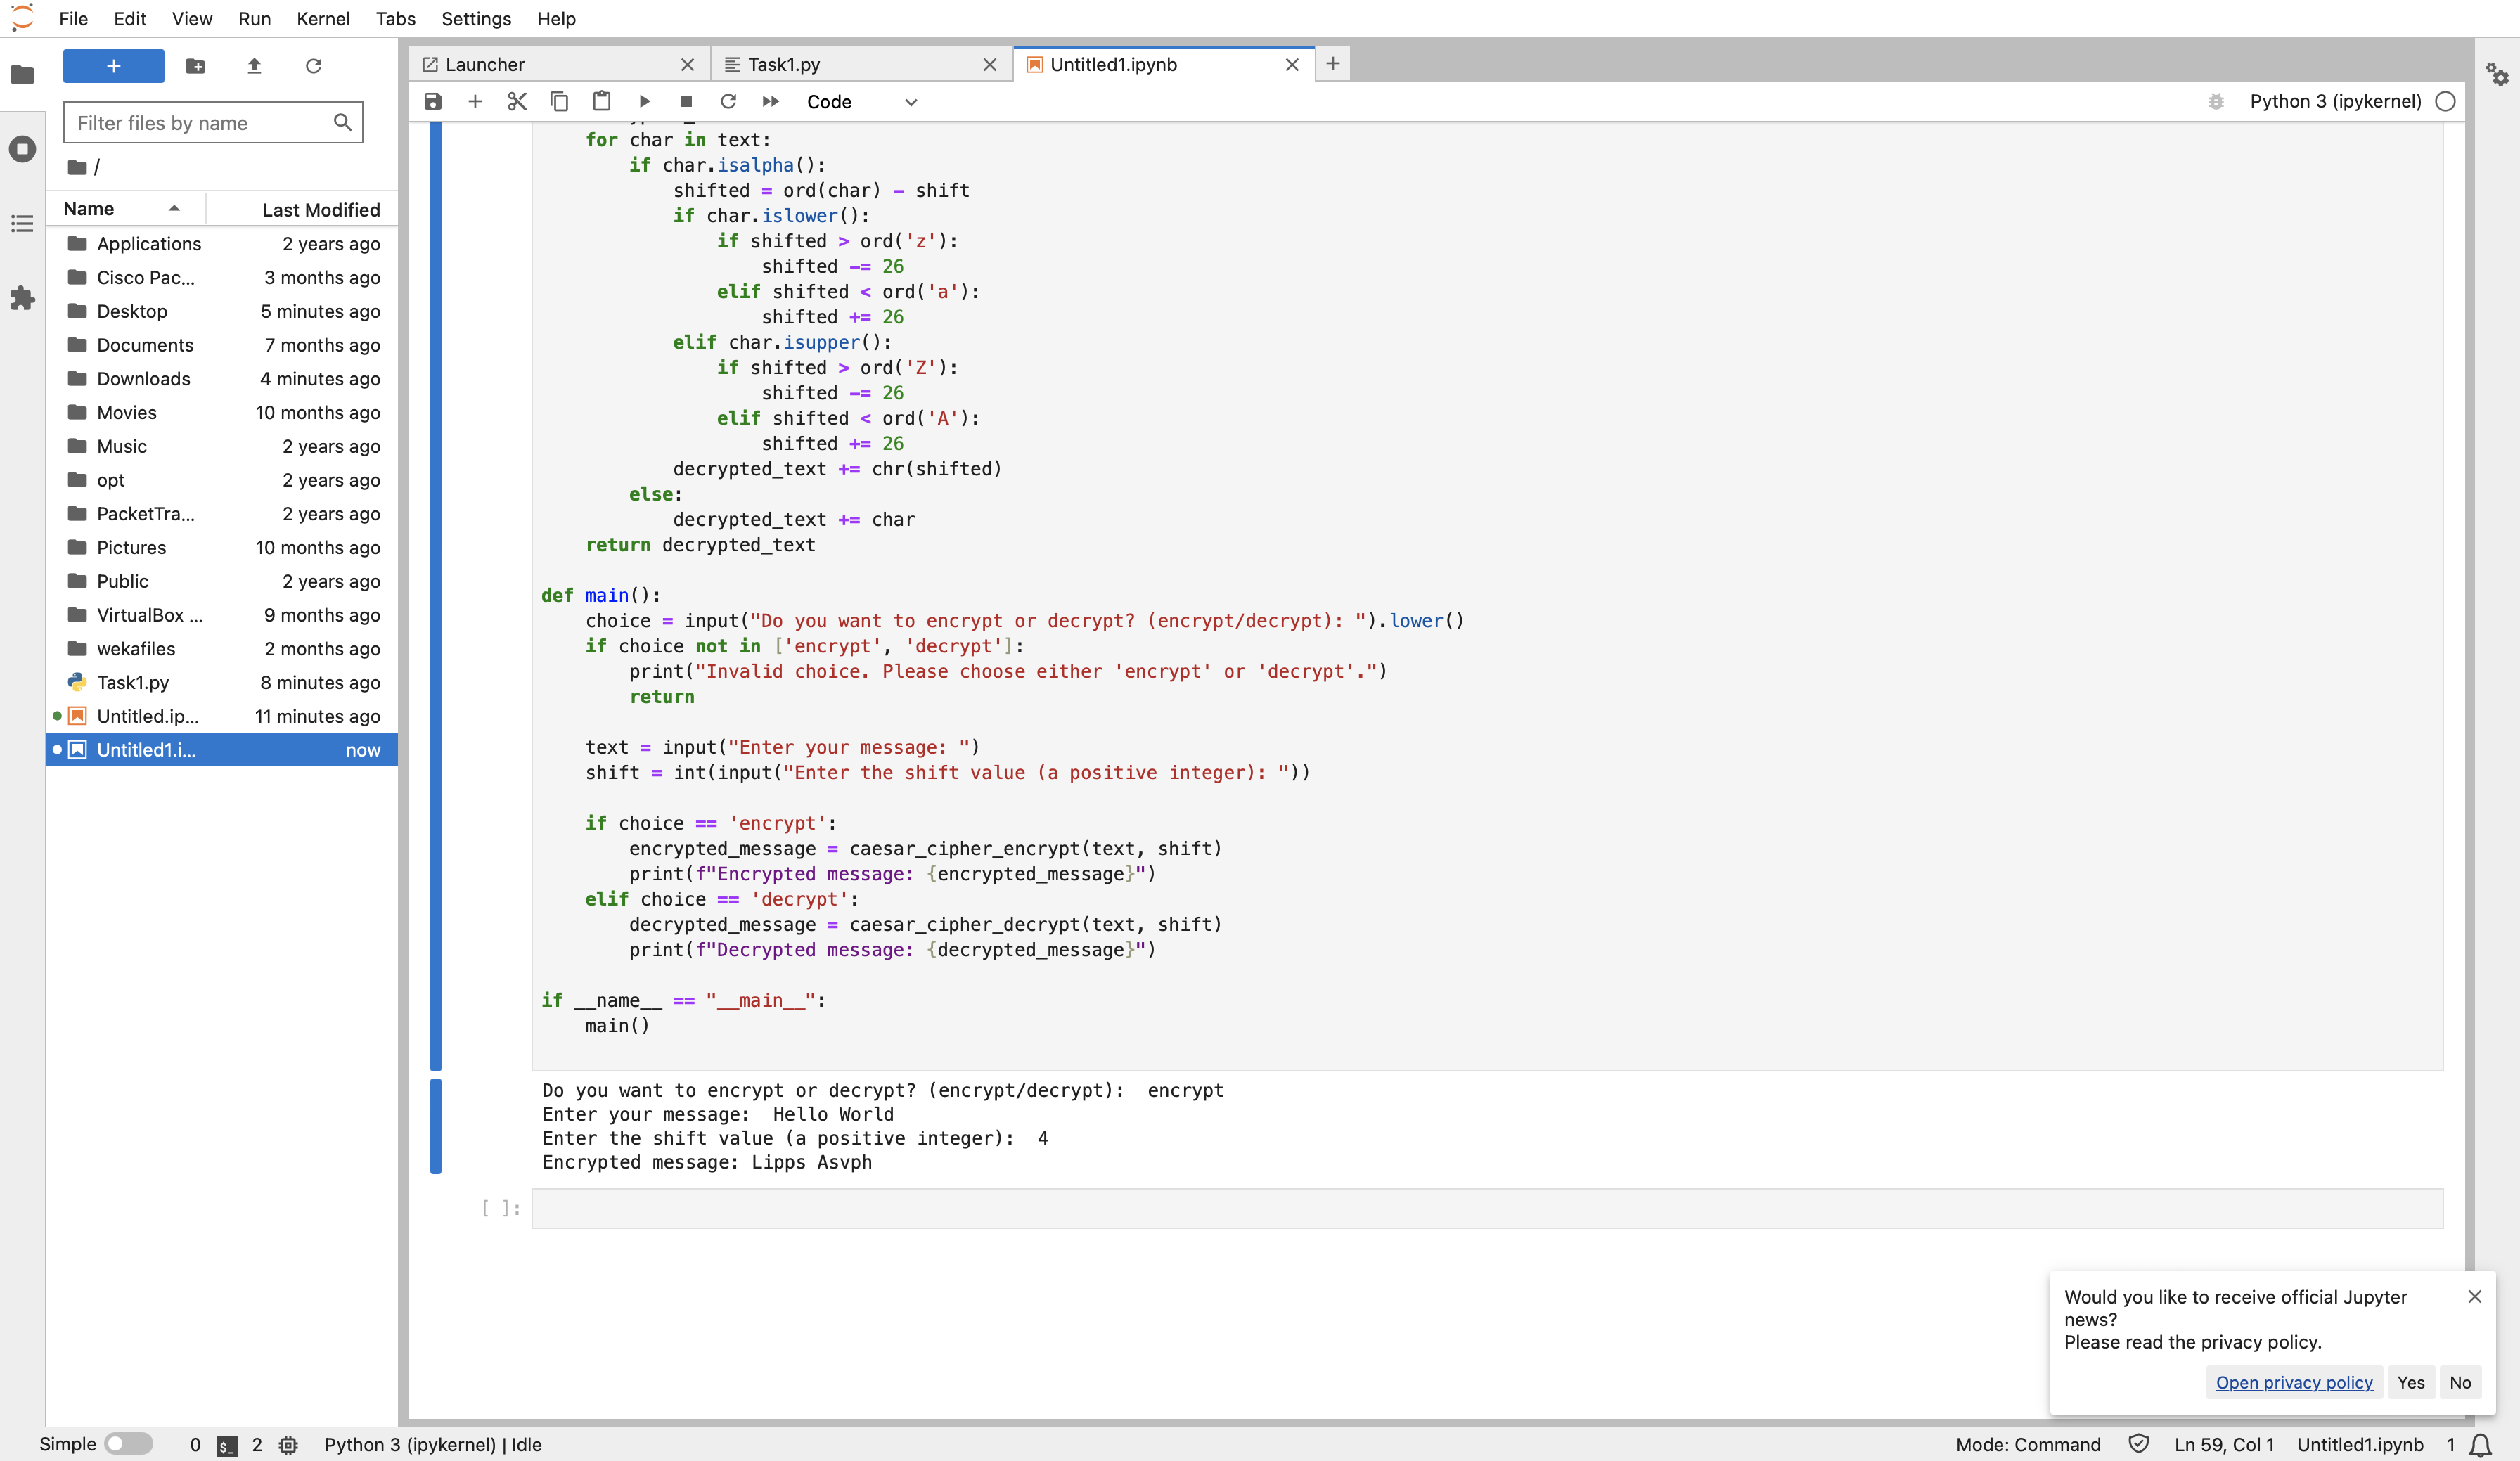 File Edit View Run Kernel Tabs Settings Help
+
Filter files by name
/
Name Last Modified
Applications 2 years ago
Cisco Pac... 3 months ago
Desktop 5 minutes ago
Documents 7 months ago
Downloads 4 minutes ago
Movies 10 months ago
Music 2 years ago
opt 2 years ago
PacketTra... 2 years ago
Pictures 10 months ago
Public 2 years ago
VirtualBox ... 9 months ago
wekafiles 2 months ago
Task1.py 8 minutes ago
Untitled.ip... 11 minutes ago
Untitled1.i... now
Launcher Task1.py Untitled1.ipynb
Code Python 3 (ipykernel)
    for char in text:
        if char.isalpha():
            shifted = ord(char) - shift
            if char.islower():
                if shifted > ord('z'):
                    shifted -= 26
                elif shifted < ord('a'):
                    shifted += 26
            elif char.isupper():
                if shifted > ord('Z'):
                    shifted -= 26
                elif shifted < ord('A'):
                    shifted += 26
            decrypted_text += chr(shifted)
        else:
            decrypted_text += char
    return decrypted_text
def main():
    choice = input("Do you want to encrypt or decrypt? (encrypt/decrypt): ").lower()
    if choice not in ['encrypt', 'decrypt']:
        print("Invalid choice. Please choose either 'encrypt' or 'decrypt'.")
        return
    text = input("Enter your message: ")
    shift = int(input("Enter the shift value (a positive integer): "))
    if choice == 'encrypt':
        encrypted_message = caesar_cipher_encrypt(text, shift)
        print(f"Encrypted message: {encrypted_message}")
    elif choice == 'decrypt':
        decrypted_message = caesar_cipher_decrypt(text, shift)
        print(f"Decrypted message: {decrypted_message}")
if __name__ == "__main__":
    main()
Do you want to encrypt or decrypt? (encrypt/decrypt):  encrypt
Enter your message:  Hello World
Enter the shift value (a positive integer):  4
Encrypted message: Lipps Asvph
[ ]:
Would you like to receive official Jupyter
news?
Please read the privacy policy.
Open privacy policy Yes No
Simple 0 $_ 2 Python 3 (ipykernel) | Idle Mode: Command Ln 59, Col 1 Untitled1.ipynb 1